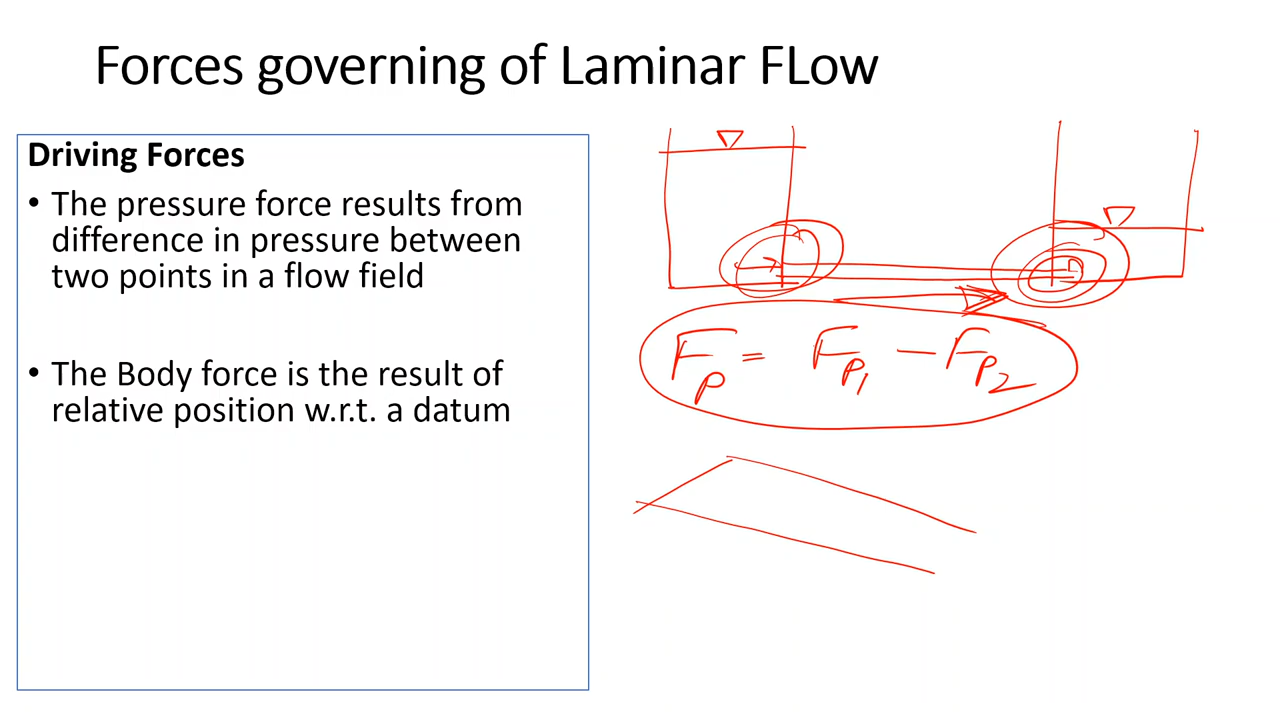 Forces governing of Laminar FLow
Driving Forces
• The pressure force results from
difference in pressure between
two points in a flow field
• The Body force is the result of
relative position w.r.t. a datum
Fp = Fp1 - Fp2